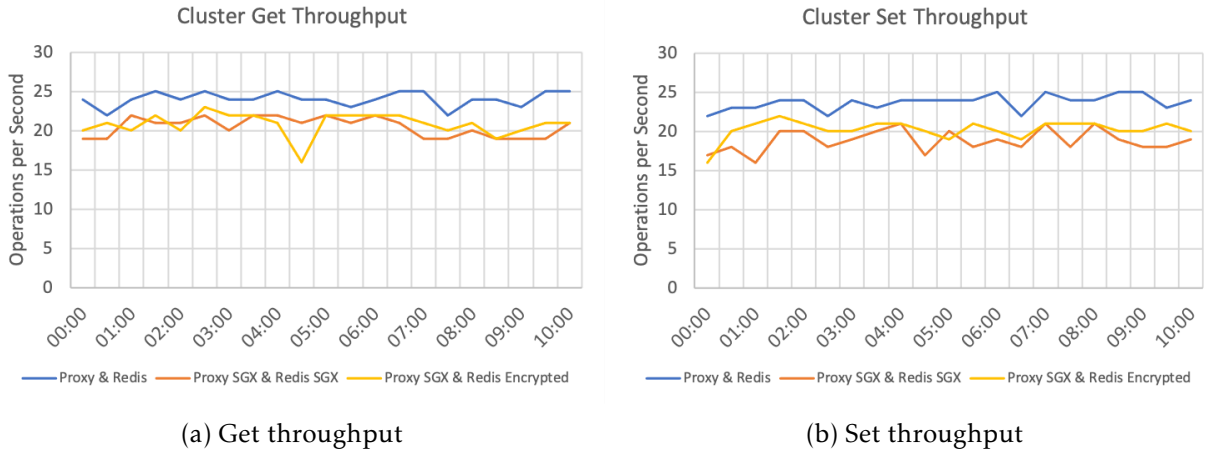 Cluster Get Throughput
Operations per Second
30
25
20
15
10
5
0
00:00 01:00 02:00 03:00 04:00 05:00 06:00 07:00 08:00 09:00 10:00
Proxy & Redis Proxy SGX & Redis SGX Proxy SGX & Redis Encrypted
(a) Get throughput
Cluster Set Throughput
Operations per Second
30
25
20
15
10
5
0
00:00 01:00 02:00 03:00 04:00 05:00 06:00 07:00 08:00 09:00 10:00
Proxy & Redis Proxy SGX & Redis SGX Proxy SGX & Redis Encrypted
(b) Set throughput